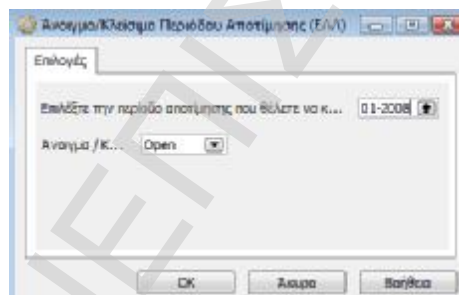 Άνοιγμα/Κλείσιμο Περιόδου Αποτίμησης (ΕΛΛ)
Επιλογές
Επιλέξτε την περίοδο αποτίμησης που θέλετε να κ... 01-2008
Άνοιγμα /Κ... Open
OK Άκυρο Βοήθεια